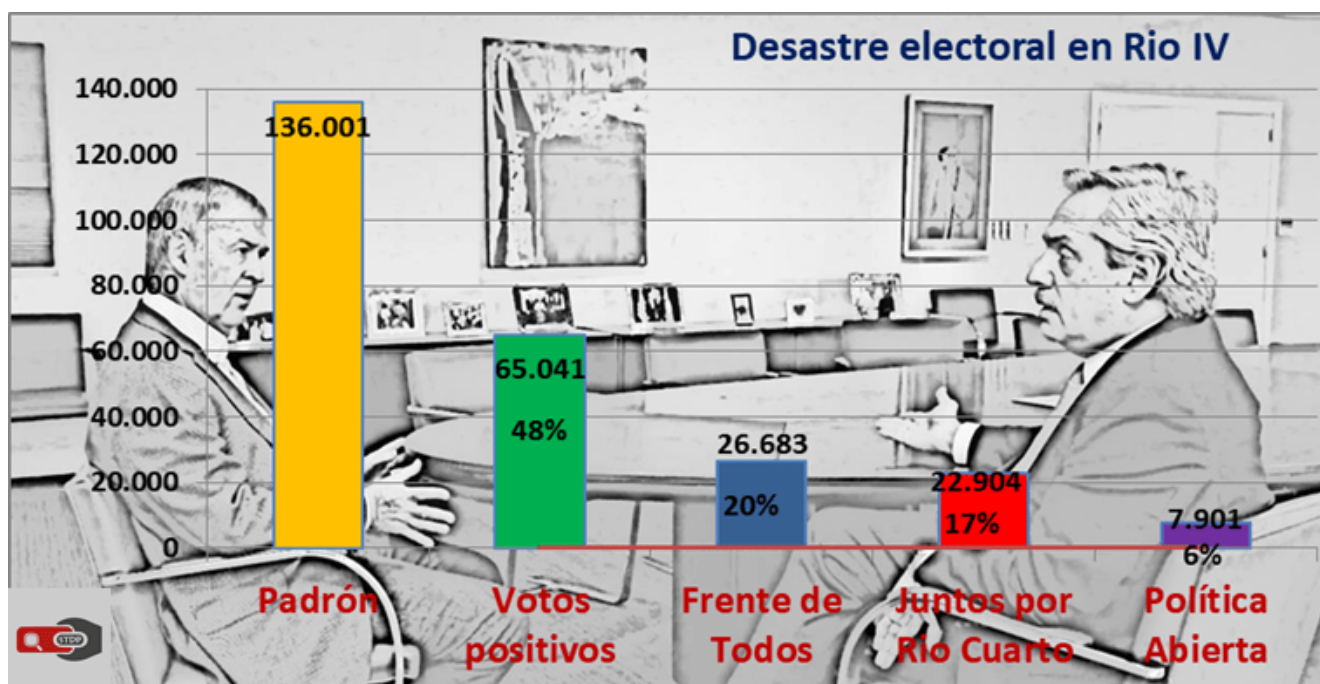 Desastre electoral en Rio IV
140.000
120.000
100.000
80.000
60.000
40.000
20.000
0
136.001
65.041
48%
26.683
20%
22.904
17%
7.901
6%
Padrón
Votos
positivos
Frente de
Todos
Juntos por
Rio Cuarto
Política
Abierta
STOP